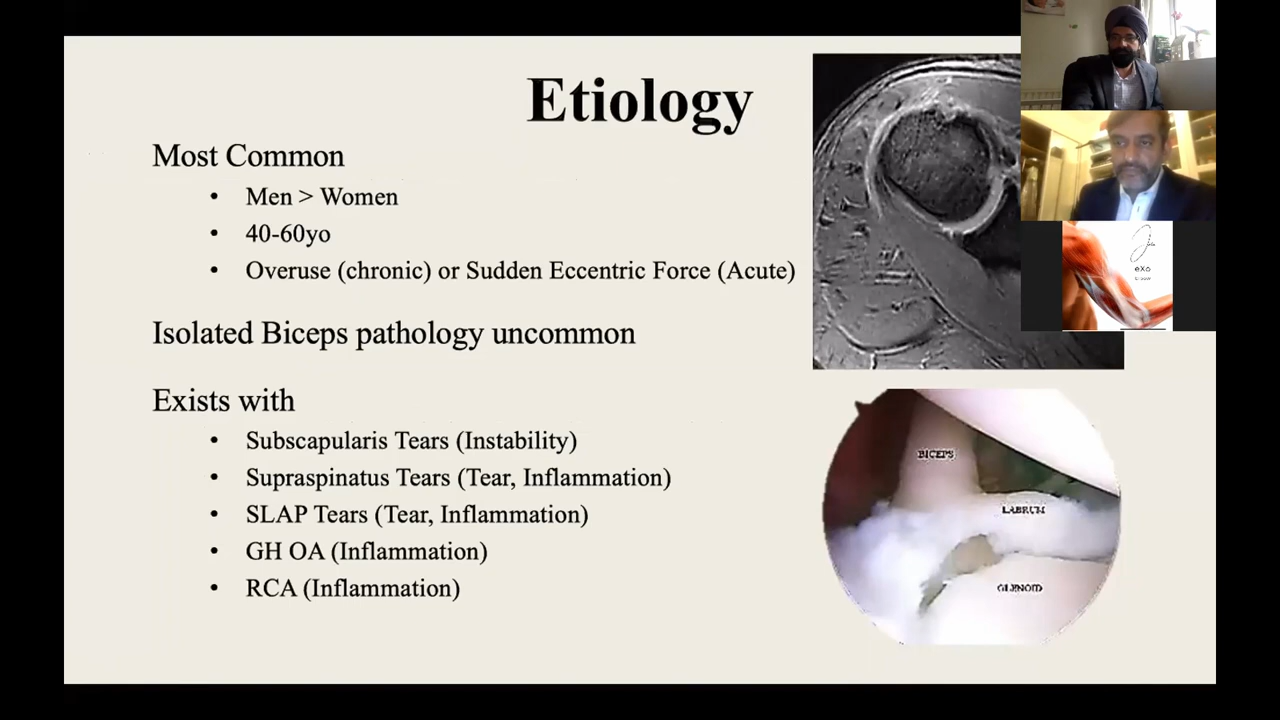 Etiology
Most Common
• Men > Women
• 40-60yo
• Overuse (chronic) or Sudden Eccentric Force (Acute)
Isolated Biceps pathology uncommon
Exists with
• Subscapularis Tears (Instability)
• Supraspinatus Tears (Tear, Inflammation)
• SLAP Tears (Tear, Inflammation)
• GH OA (Inflammation)
• RCA (Inflammation)
eXo
BICEPS
LABRUM
GLENOID